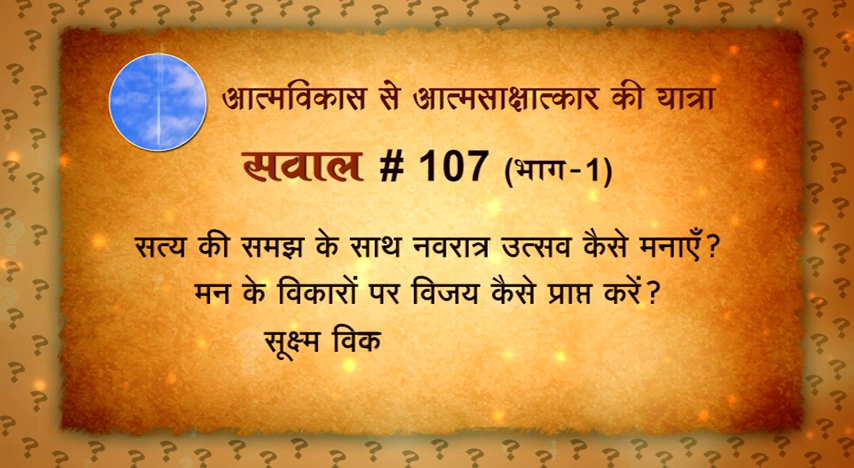 आत्मविकास से आत्मसाक्षात्कार की यात्रा
सवाल # 107 (भाग-1)
सत्य की समझ के साथ नवरात्र उत्सव कैसे मनाएँ?
मन के विकारों पर विजय कैसे प्राप्त करें?
सूक्ष्म विक